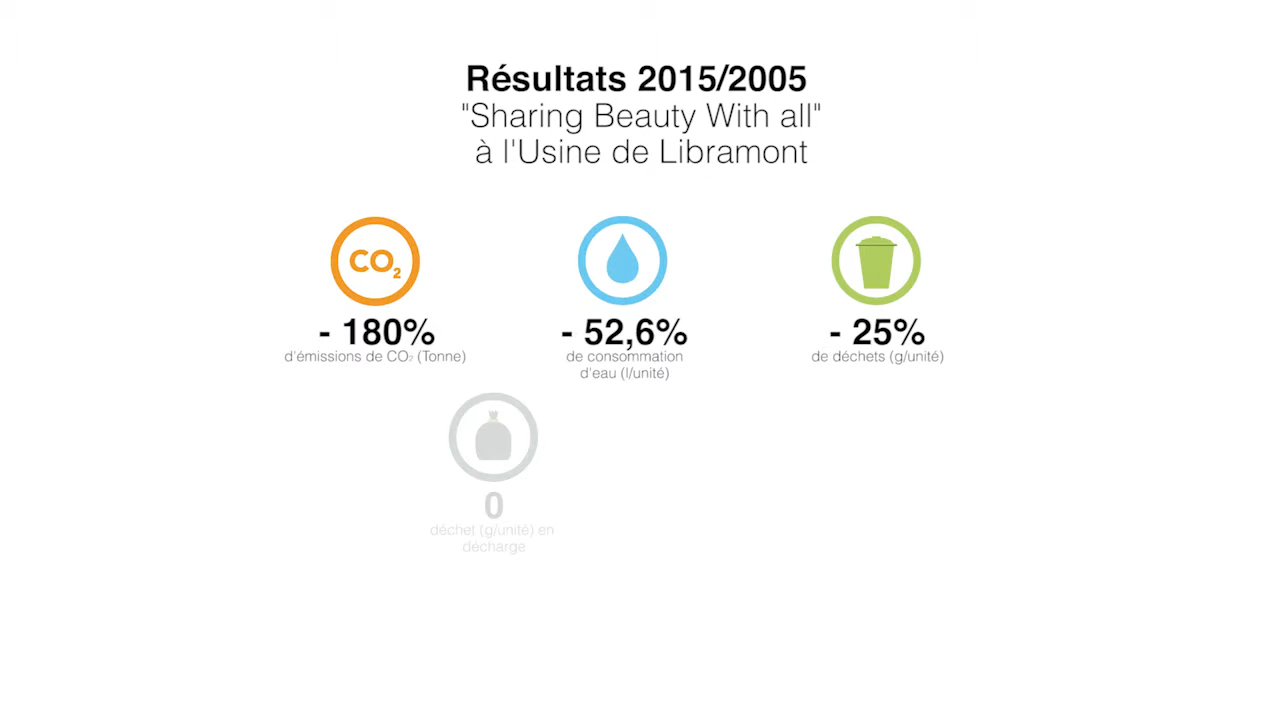 Résultats 2015/2005
"Sharing Beauty With all"
à l'Usine de Libramont
CO₂
- 180%
d'émissions de CO₂ (Tonne)
- 52,6%
de consommation
d'eau (l/unité)
- 25%
de déchets (g/unité)
0
déchet (g/unité) en
décharge